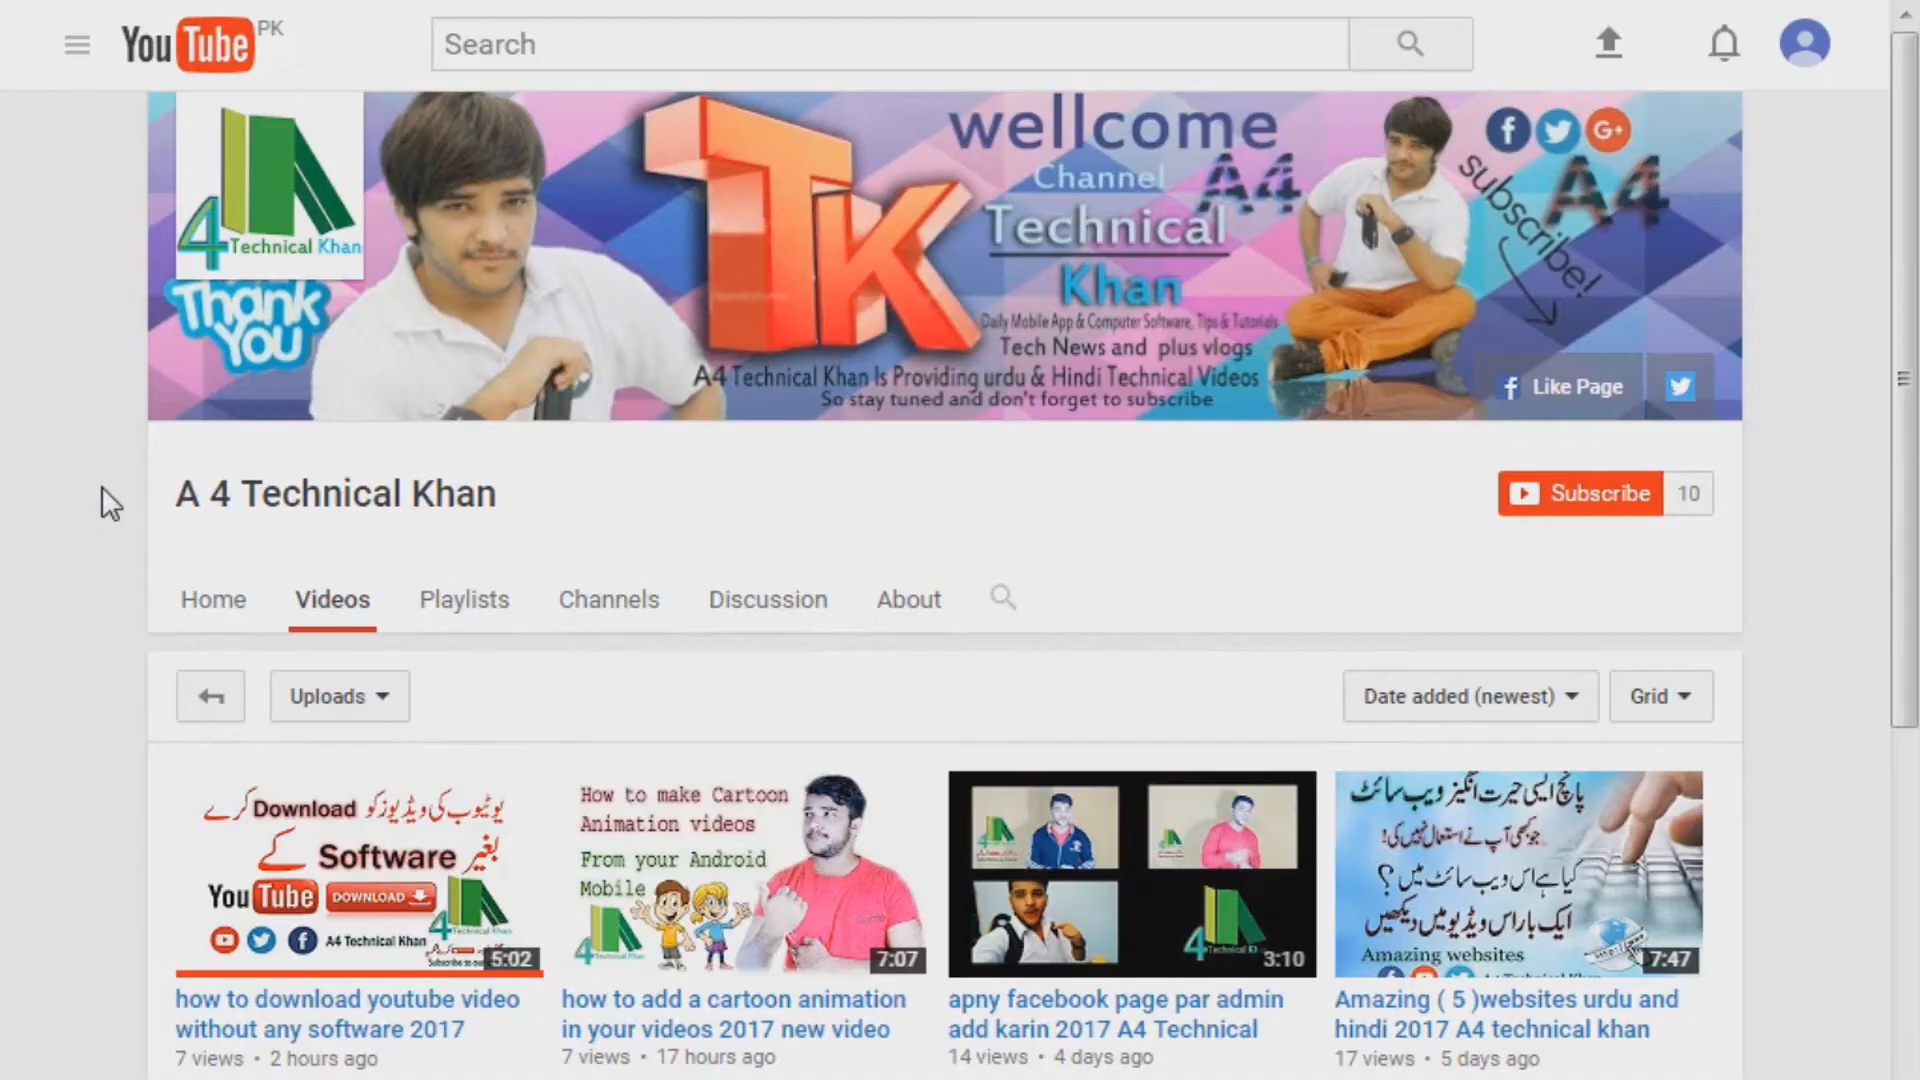 YouTube PK
Search
4 Technical Khan
Thank
You
TK
wellcome
Channel A4
Technical
Khan
Daily Mobile App & Computer Software, Tips & Tutorials
Tech News and plus vlogs
A4 Technical Khan Is Providing urdu & Hindi Technical Videos
So stay tuned and don't forget to subscribe
A4
subscribe!
Like Page
A 4 Technical Khan
Subscribe 10
Home Videos Playlists Channels Discussion About
Uploads
Date added (newest) Grid
یوٹیوب کی ویڈیوز کو Download کرے
بغیر Software کے
YouTube DOWNLOAD
4
A4 Technical Khan
5:02
How to make Cartoon
Animation videos
From your Android
Mobile
4
7:07
4
3:10
پانچ ایسی حیرت انگیز ویب سائٹ
جو کبھی آپ نے استعمال نہیں کی!
کیا ہے اس ویب سائٹ میں ؟
ایک بار اس ویڈیو میں دیکھیں
Amazing websites
7:47
how to download youtube video
without any software 2017
7 views • 2 hours ago
how to add a cartoon animation
in your videos 2017 new video
7 views • 17 hours ago
apny facebook page par admin
add karin 2017 A4 Technical
14 views • 4 days ago
Amazing ( 5 )websites urdu and
hindi 2017 A4 technical khan
17 views • 5 days ago